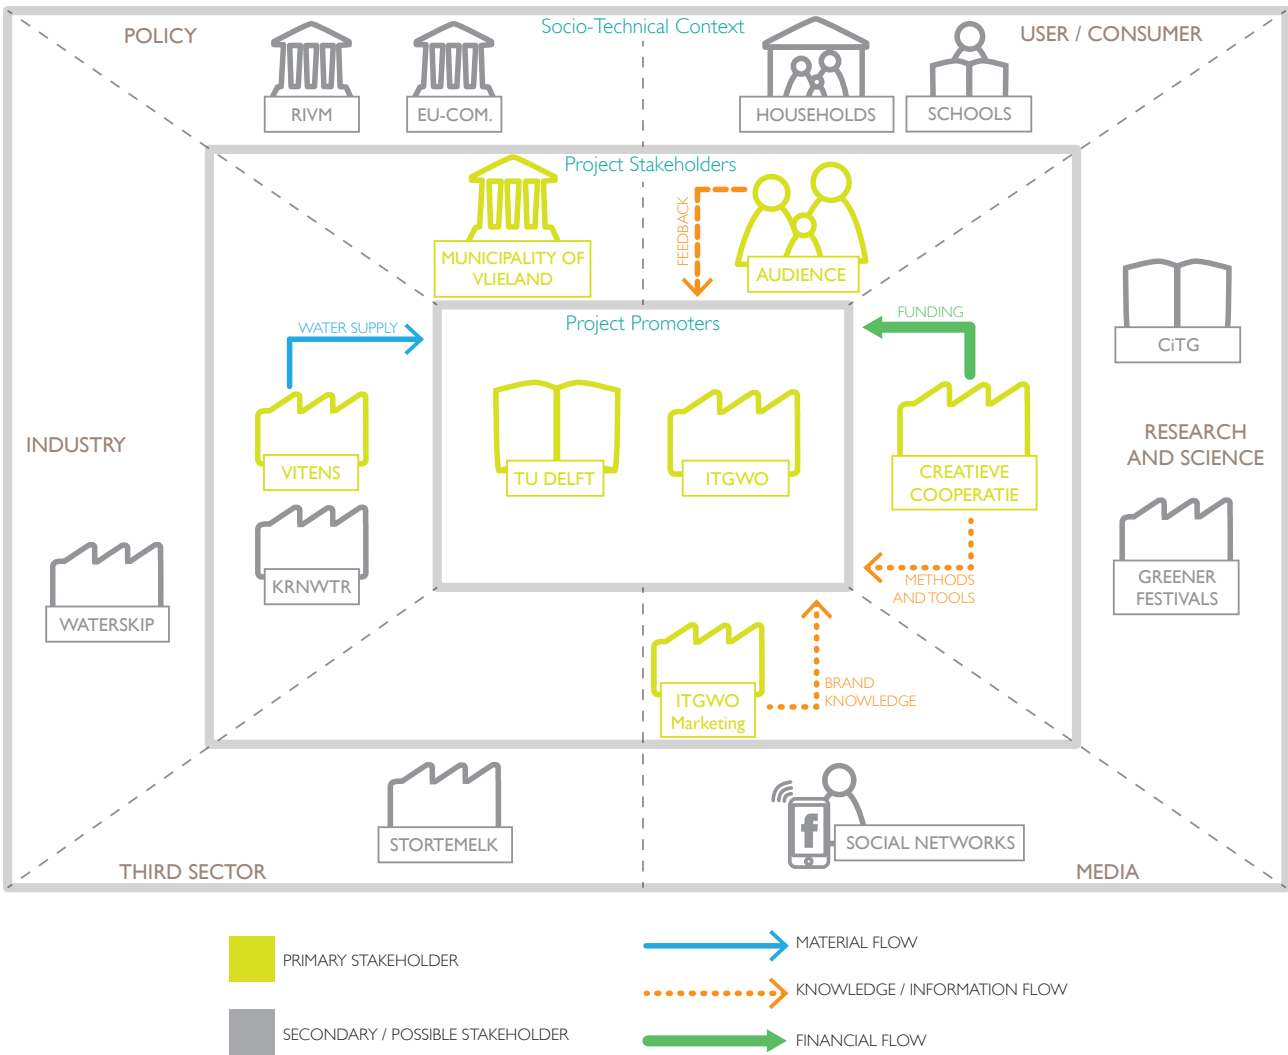 Socio-Technical Context
POLICY
USER / CONSUMER
RIVM
EU-COM.
HOUSEHOLDS
SCHOOLS
Project Stakeholders
MUNICIPALITY OF
VLIELAND
FEEDBACK
AUDIENCE
Project Promoters
WATER SUPPLY
FUNDING
CiTG
INDUSTRY
VITENS
TU DELFT
ITGWO
CREATIEVE
COOPERATIE
RESEARCH
AND SCIENCE
KRNWTR
METHODS
AND TOOLS
GREENER
FESTIVALS
WATERSKIP
ITGWO
Marketing
BRAND
KNOWLEDGE
STORTEMELK
f
SOCIAL NETWORKS
THIRD SECTOR
MEDIA
PRIMARY STAKEHOLDER
SECONDARY / POSSIBLE STAKEHOLDER
MATERIAL FLOW
KNOWLEDGE / INFORMATION FLOW
FINANCIAL FLOW